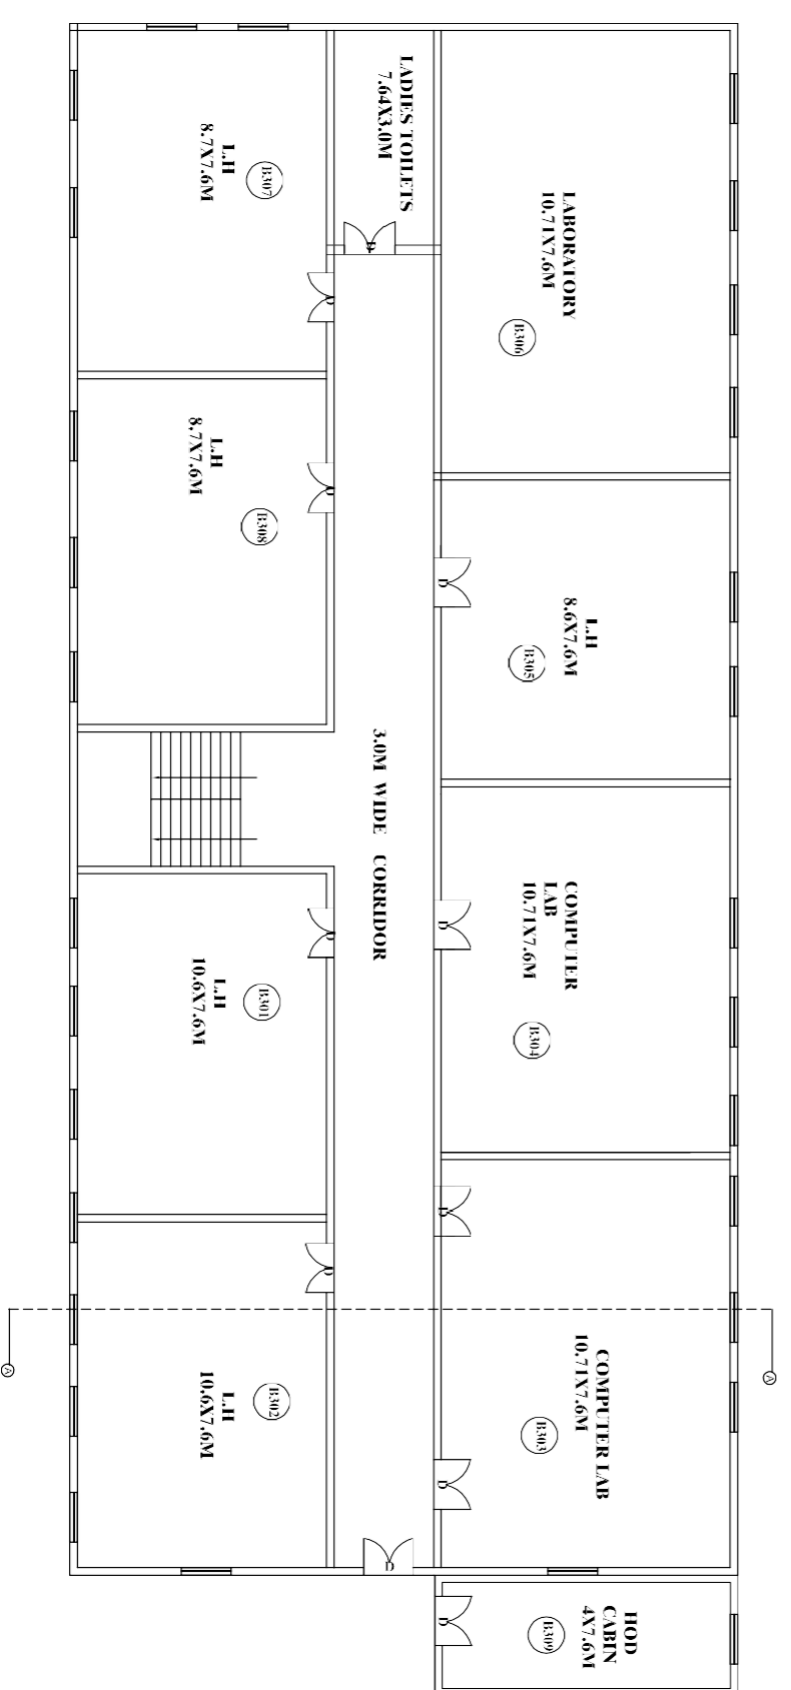 LABORATORY
10.71X7.6M
B306
L.H
8.6X7.6M
B305
D
COMPUTER
LAB
10.71X7.6M
B304
D
COMPUTER LAB
10.71X7.6M
B303
D
D
HOD
CABIN
4X7.6M
B309
D
LADIES TOILETS
7.64X3.0M
D
3.0M WIDE CORRIDOR
D
L.H
8.7X7.6M
B307
D
L.H
8.7X7.6M
B308
D
L.H
10.6X7.6M
B301
D
L.H
10.6X7.6M
B302
D
A
A